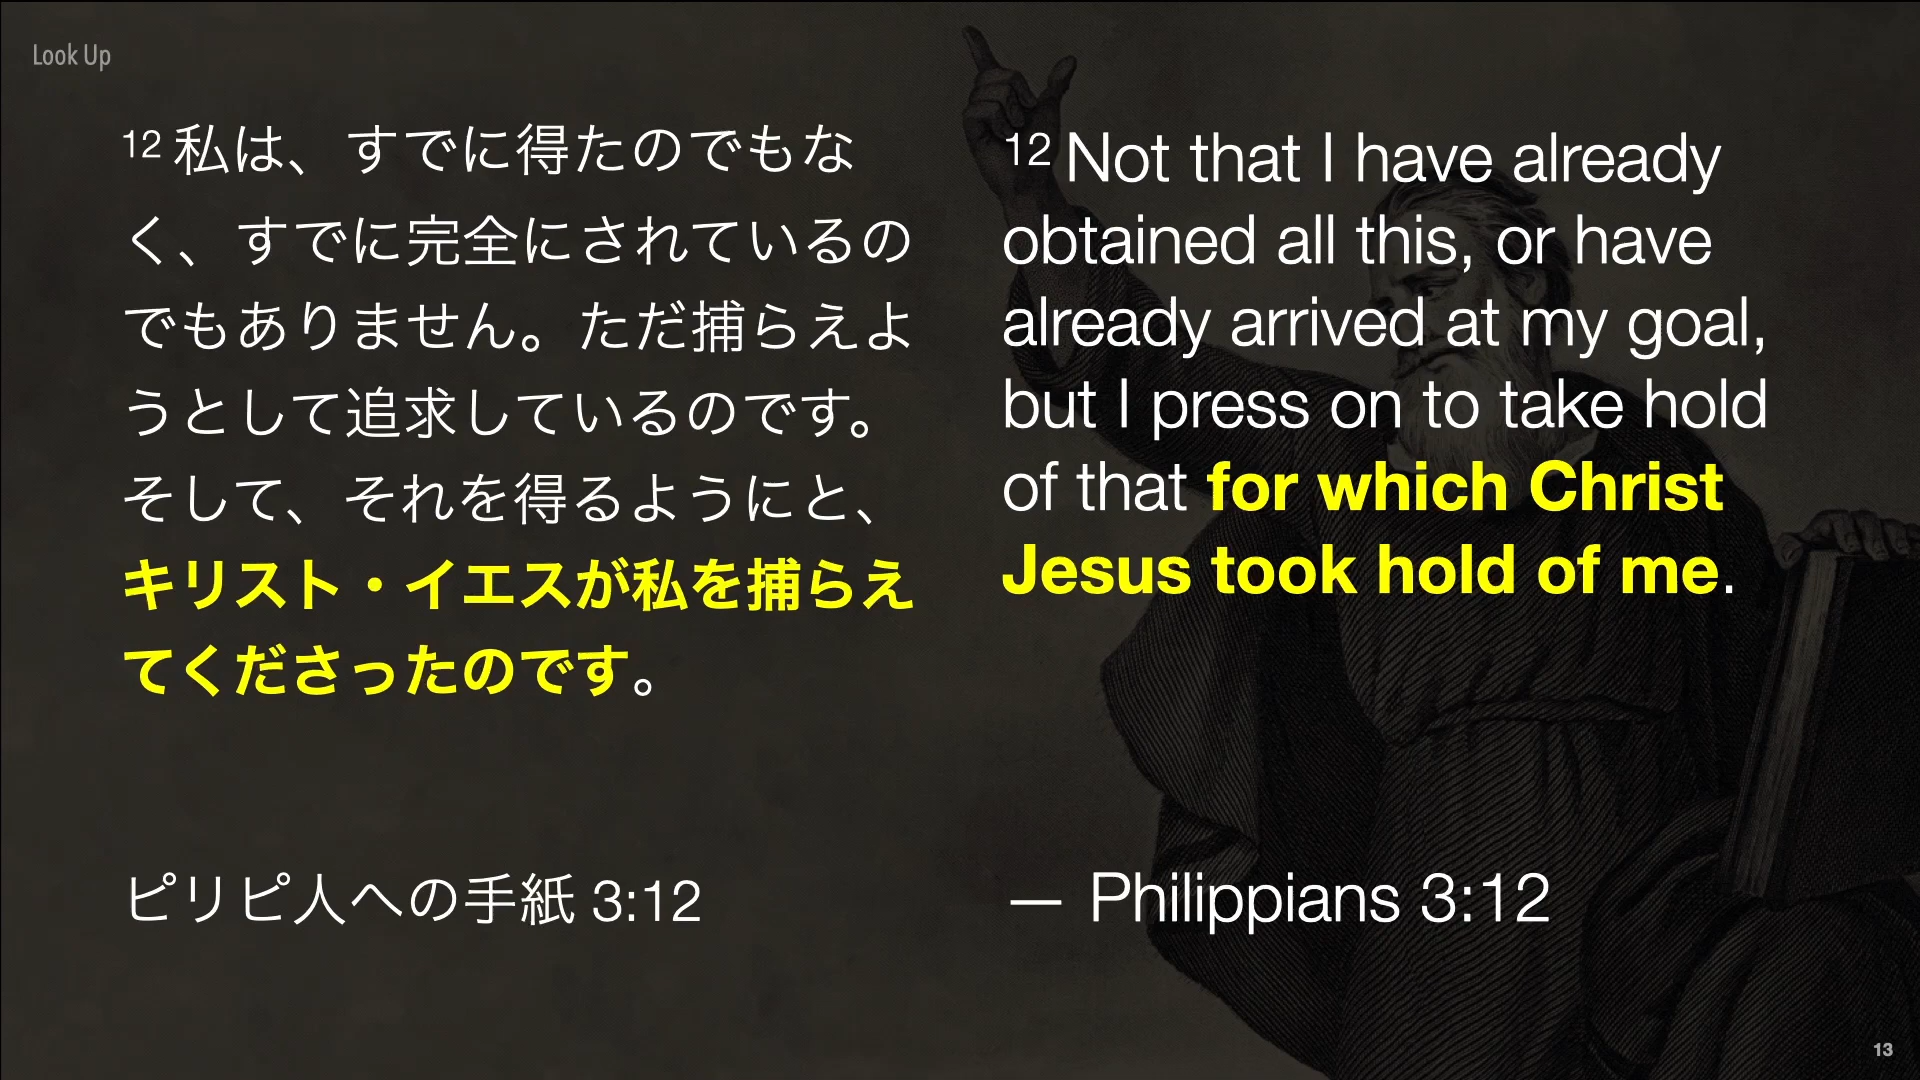 Look Up
12 私は、すでに得たのでもな
く、すでに完全にされているの
でもありません。ただ捕らえよ
うとして追求しているのです。
そして、それを得るようにと、
キリスト・イエスが私を捕らえ
てくださったのです。
ピリピ人への手紙 3:12
12 Not that I have already
obtained all this, or have
already arrived at my goal,
but I press on to take hold
of that for which Christ
Jesus took hold of me.
— Philippians 3:12
13